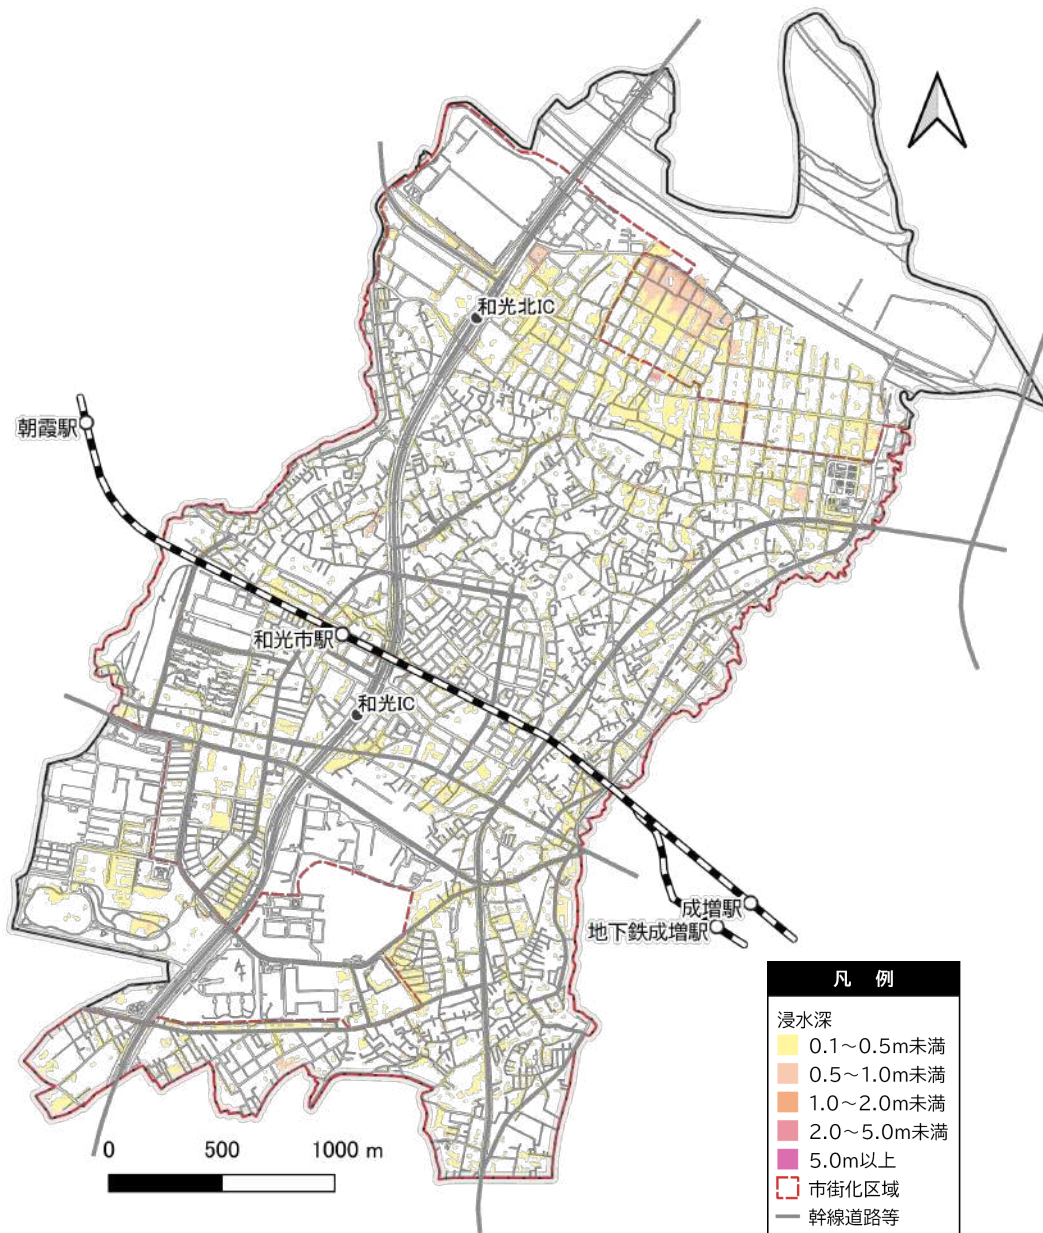 和光北IC
朝霞駅
和光市駅
和光IC
成増駅
地下鉄成増駅
凡 例
浸水深
0.1～0.5m未満
0.5～1.0m未満
1.0～2.0m未満
2.0～5.0m未満
5.0m以上
市街化区域
幹線道路等
0 500 1000 m